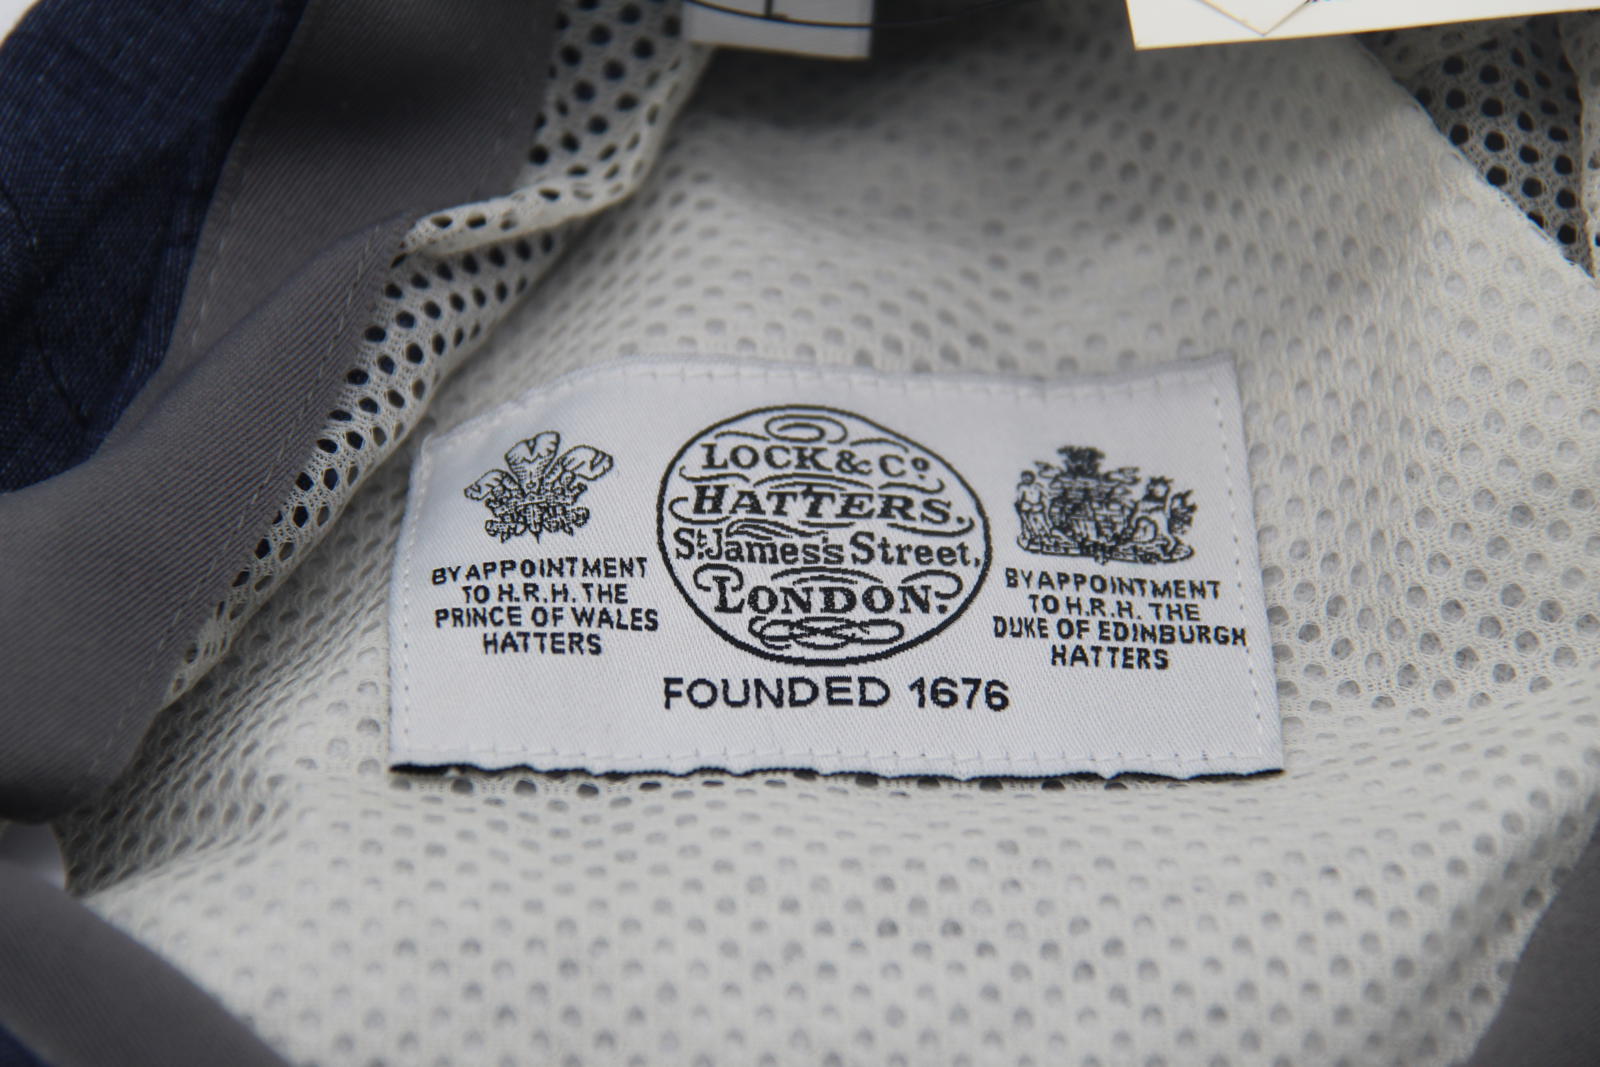 LOCK & Co
HATTERS.
St. James's Street,
LONDON.
BY APPOINTMENT
TO H.R.H. THE
PRINCE OF WALES
HATTERS
BY APPOINTMENT
TO H.R.H. THE
DUKE OF EDINBURGH
HATTERS
FOUNDED 1676